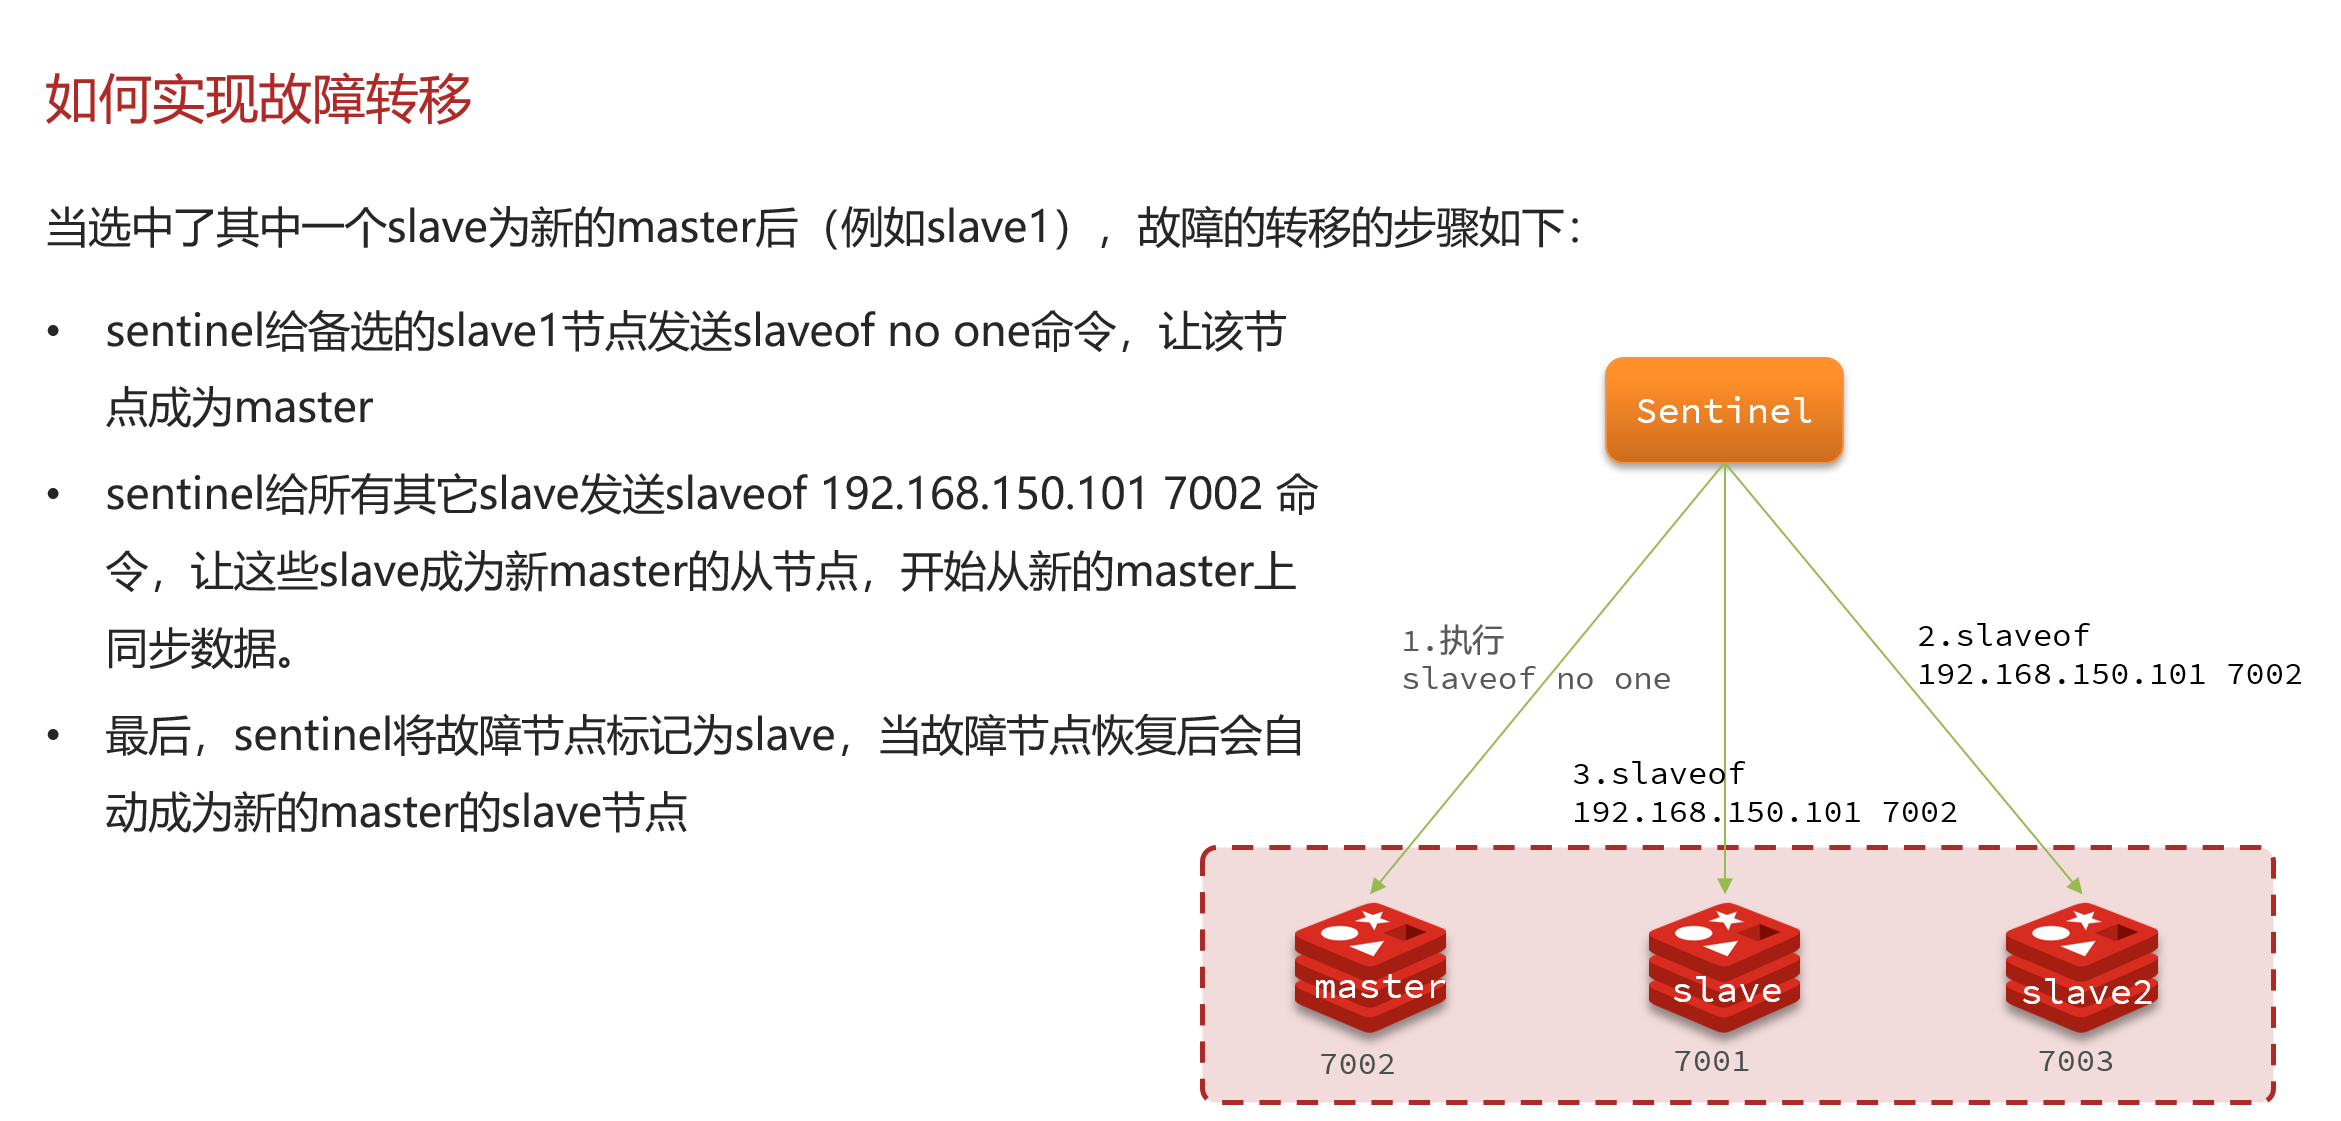 如何实现故障转移
当选中了其中一个slave为新的master后（例如slave1），故障的转移的步骤如下：
• sentinel给备选的slave1节点发送slaveof no one命令，让该节
点成为master
• sentinel给所有其它slave发送slaveof 192.168.150.101 7002 命
令，让这些slave成为新master的从节点，开始从新的master上
同步数据。
• 最后，sentinel将故障节点标记为slave，当故障节点恢复后会自
动成为新的master的slave节点
Sentinel
1.执行
slaveof no one
2.slaveof
192.168.150.101 7002
3.slaveof
192.168.150.101 7002
master
slave
slave2
7002
7001
7003